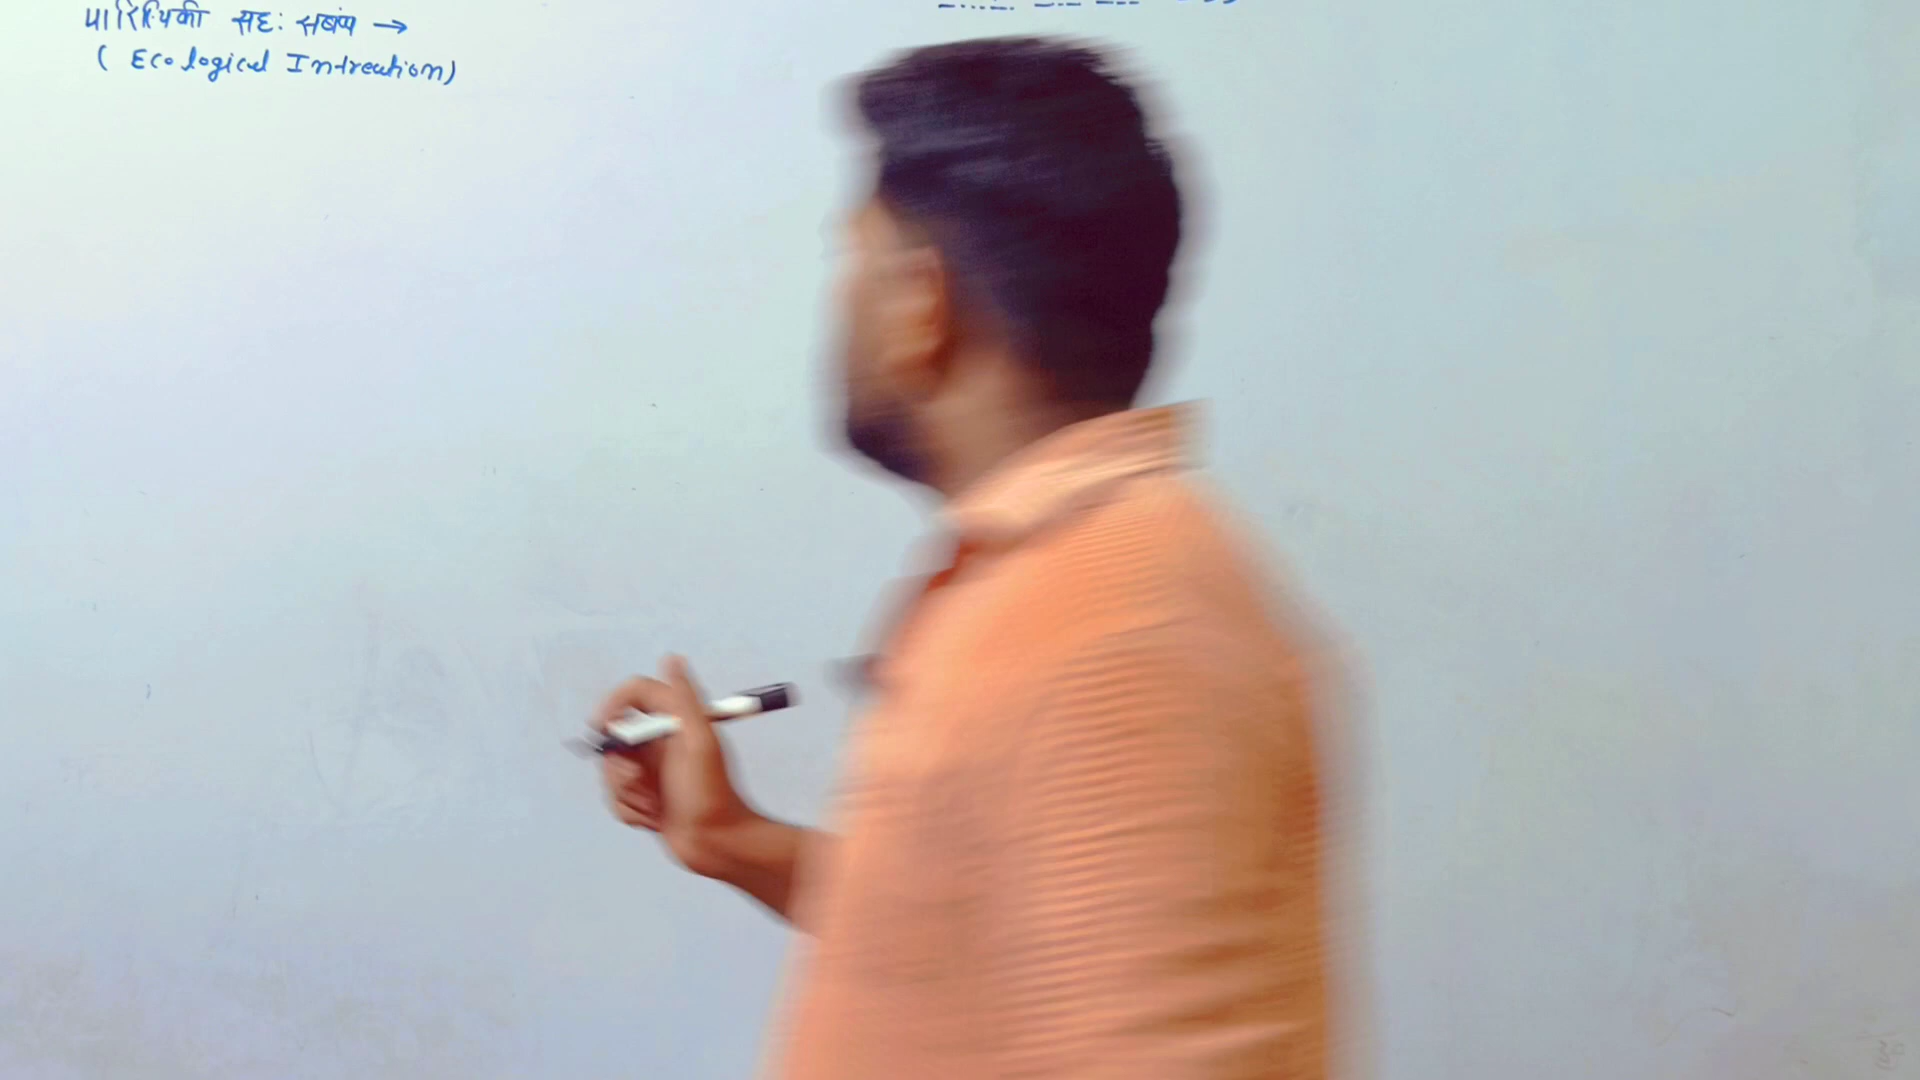 पारिस्थिकी सह: सबंध →
( Ecological Intreaction)